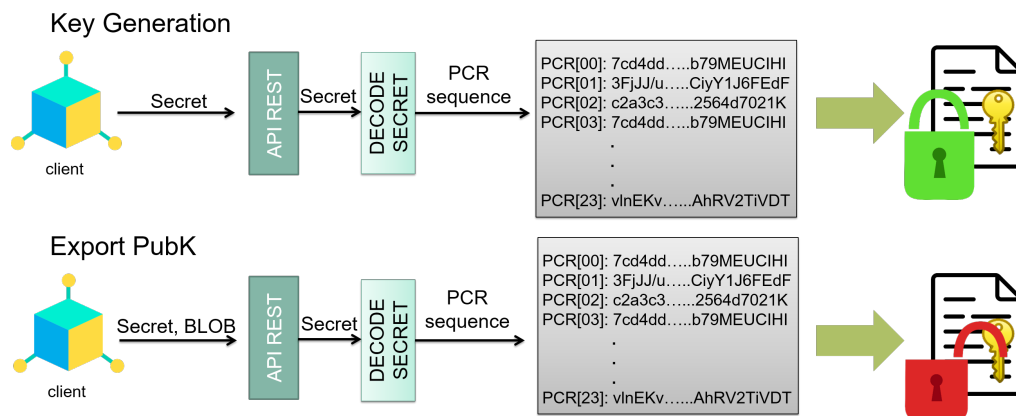 Key Generation
client
Secret
API REST
Secret
DECODE
SECRET
PCR
sequence
PCR[00]: 7cd4dd…..b79MEUCIHI
PCR[01]: 3FjJJ/u…..CiyY1J6FEdF
PCR[02]: c2a3c3…..2564d7021K
PCR[03]: 7cd4dd…..b79MEUCIHI
.
.
.
PCR[23]: vlnEKv…...AhRV2TiVDT
Export PubK
client
Secret, BLOB
API REST
Secret
DECODE
SECRET
PCR
sequence
PCR[00]: 7cd4dd…..b79MEUCIHI
PCR[01]: 3FjJJ/u…..CiyY1J6FEdF
PCR[02]: c2a3c3…..2564d7021K
PCR[03]: 7cd4dd…..b79MEUCIHI
.
.
.
PCR[23]: vlnEKv…...AhRV2TiVDT